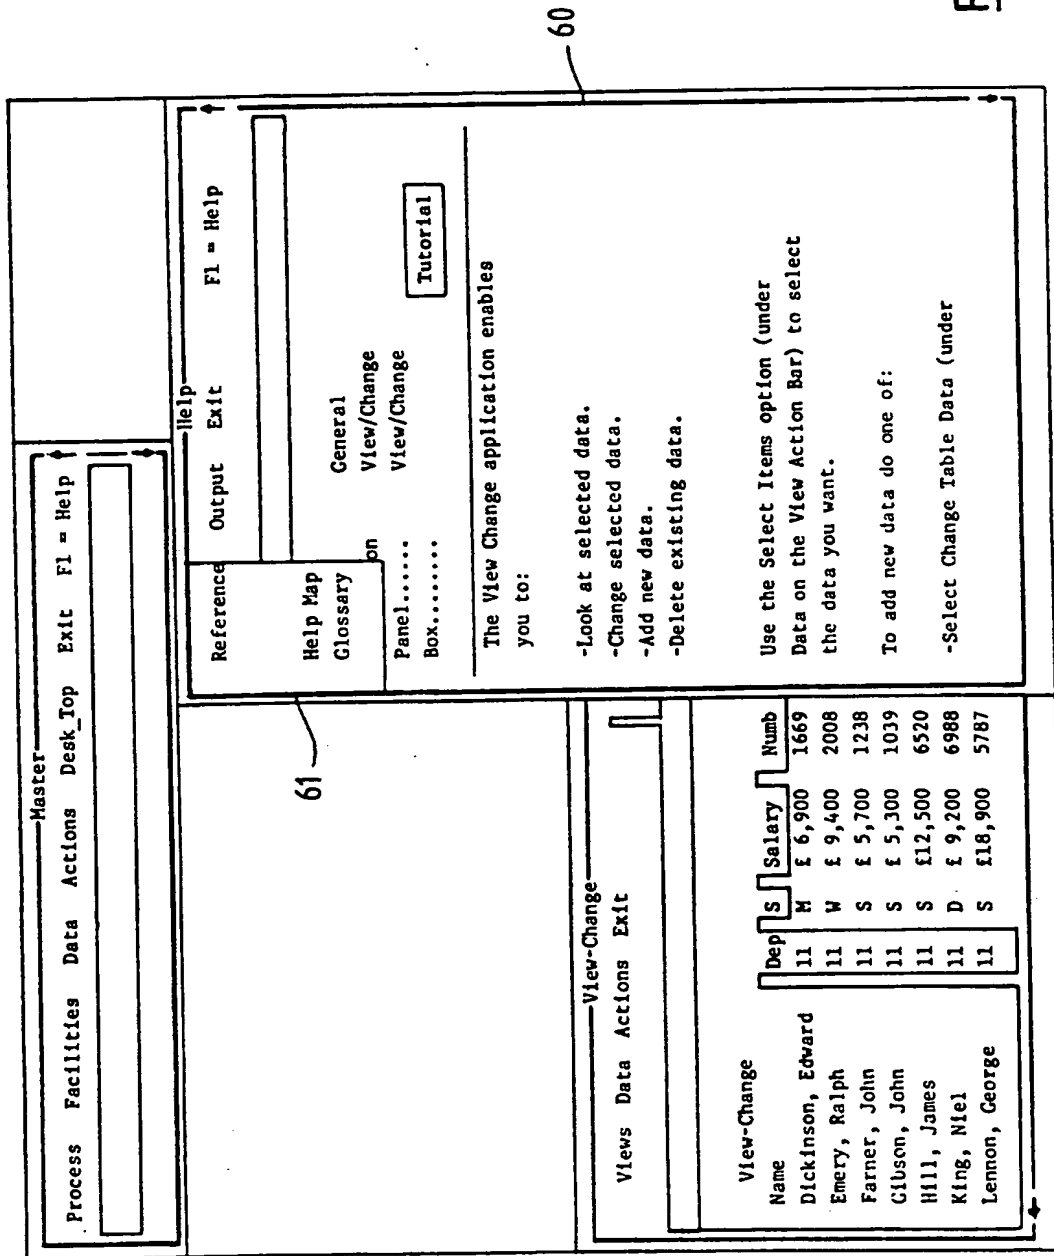 Master
Process Facilities Data Actions Desk_Top Exit F1 = Help
Help
Reference Output Exit F1 = Help
Help Map
Glossary
on General
Panel..... View/Change
Box....... View/Change
Tutorial
The View Change application enables
you to:
-Look at selected data.
-Change selected data.
-Add new data.
-Delete existing data.
Use the Select Items option (under
Data on the View Action Bar) to select
the data you want.
To add new data do one of:
-Select Change Table Data (under
60
61
View-Change
Views Data Actions Exit
View-Change
Name Dep S Salary Numb
Dickinson, Edward 11 M £ 6,900 1669
Emery, Ralph 11 W £ 9,400 2008
Farner, John 11 S £ 5,700 1238
Gibson, John 11 S £ 5,300 1039
Hill, James 11 S £12,500 6520
King, Niel 11 D £ 9,200 6988
Lennon, George 11 S £18,900 5787